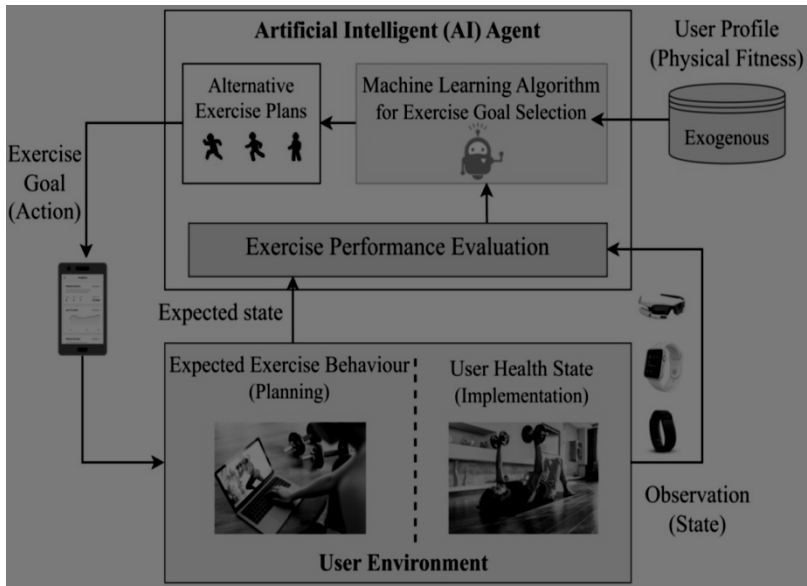 Artificial Intelligent (AI) Agent
User Profile
(Physical Fitness)
Alternative
Exercise Plans
Machine Learning Algorithm
for Exercise Goal Selection
Exogenous
Exercise
Goal
(Action)
Exercise Performance Evaluation
Expected state
Expected Exercise Behaviour
(Planning)
User Health State
(Implementation)
Observation
(State)
User Environment